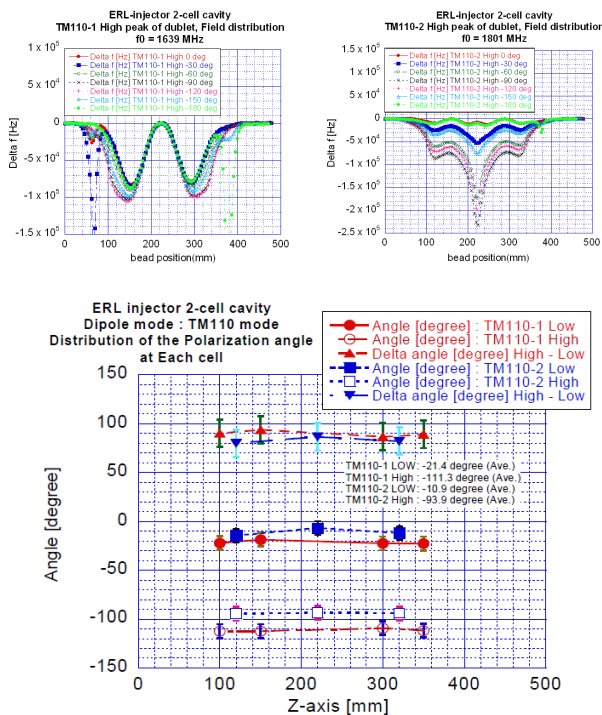 ERL-injector 2-cell cavity
TM110-1 High peak of dublet, Field distribution
f0 = 1639 MHz
1 x 10^5
5 x 10^4
0
-5 x 10^4
-1 x 10^5
-1.5 x 10^5
Delta f [Hz]
Delta f [Hz] TM110-1 High 0 deg
Delta f [Hz] TM110-1 High -30 deg
Delta f [Hz] TM110-1 High -60 deg
Delta f [Hz] TM110-1 High -90 deg
Delta f [Hz] TM110-1 High -120 deg
Delta f [Hz] TM110-1 High -150 deg
Delta f [Hz] TM110-1 High -180 deg
0 100 200 300 400 500
bead position(mm)
ERL-injector 2-cell cavity
TM110-2 High peak of dublet, Field distribution
f0 = 1801 MHz
1.5 x 10^5
1 x 10^5
5 x 10^4
0
-5 x 10^4
-1 x 10^5
-1.5 x 10^5
-2 x 10^5
-2.5 x 10^5
Delta f [Hz]
Delta f [Hz] TM110-2 High 0 deg
Delta f [Hz] TM110-2 High -30 deg
Delta f [Hz] TM110-2 High -60 deg
Delta f [Hz] TM110-2 High -90 deg
Delta f [Hz] TM110-2 High -120 deg
Delta f [Hz] TM110-2 High -150 deg
Delta f [Hz] TM110-2 High -180 deg
0 100 200 300 400 500
bead position(mm)
ERL injector 2-cell cavity
Dipole mode : TM110 mode
Distribution of the Polarization angle
at Each cell
Angle [degree] : TM110-1 Low
Angle [degree] : TM110-1 High
Delta angle [degree] High - Low
Angle [degree] : TM110-2 Low
Angle [degree] : TM110-2 High
Delta angle [degree] High - Low
150
100
50
0
-50
-100
-150
Angle [degree]
TM110-1 LOW : -21.4 degree (Ave.)
TM110-1 High : -111.3 degree (Ave.)
TM110-2 LOW : -10.9 degree (Ave.)
TM110-2 High : -93.9 degree (Ave.)
0 100 200 300 400 500
Z-axis [mm]